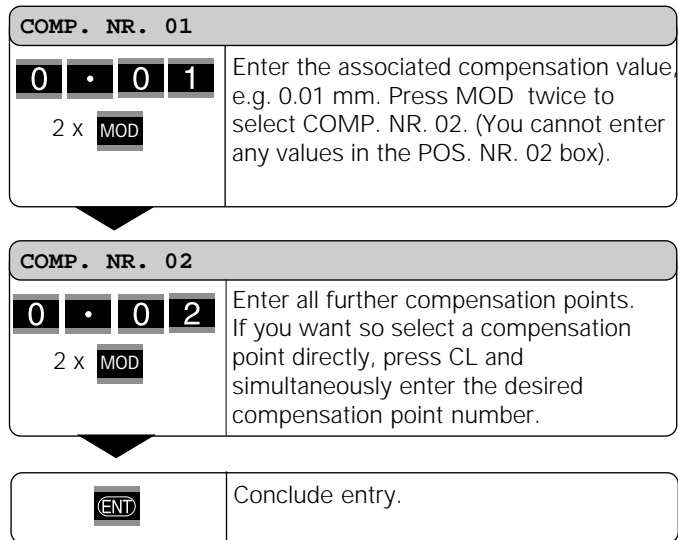 COMP. NR. 01
0 · 0 1
2 x MOD
Enter the associated compensation value,
e.g. 0.01 mm. Press MOD twice to
select COMP. NR. 02. (You cannot enter
any values in the POS. NR. 02 box).
COMP. NR. 02
0 · 0 2
2 x MOD
Enter all further compensation points.
If you want so select a compensation
point directly, press CL and
simultaneously enter the desired
compensation point number.
ENT
Conclude entry.